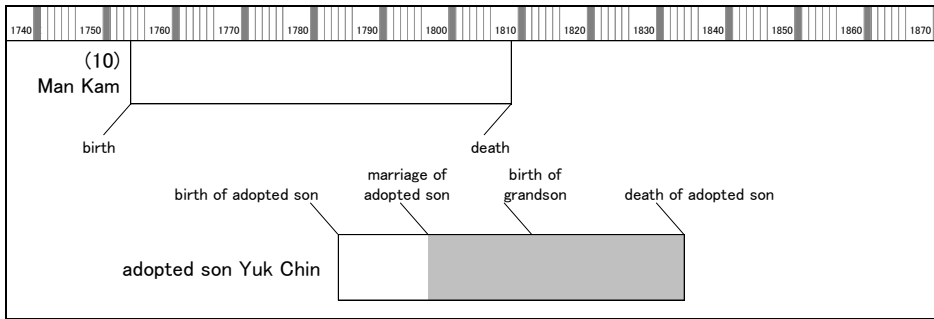 1740 1750 1760 1770 1780 1790 1800 1810 1820 1830 1840 1850 1860 1870
(10)
Man Kam
birth
death
marriage of
adopted son
birth of
grandson
birth of adopted son
death of adopted son
adopted son Yuk Chin